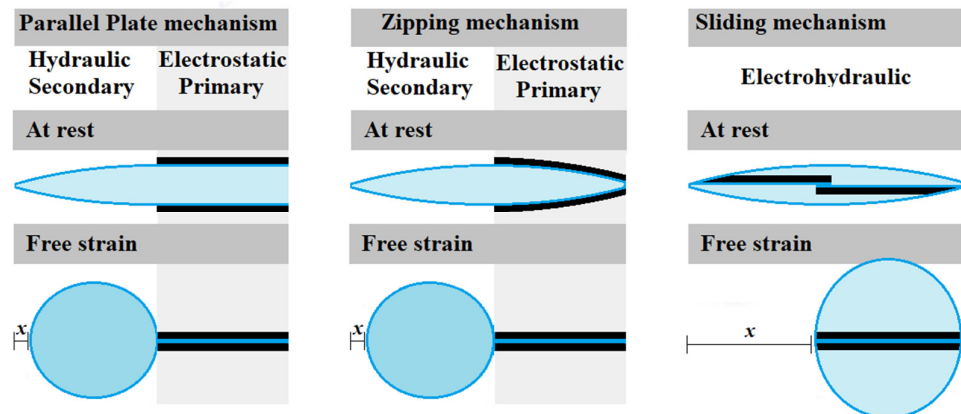 Parallel Plate mechanism
Hydraulic Secondary
Electrostatic Primary
At rest
Free strain
x
Zipping mechanism
Hydraulic Secondary
Electrostatic Primary
At rest
Free strain
x
Sliding mechanism
Electrohydraulic
At rest
Free strain
x